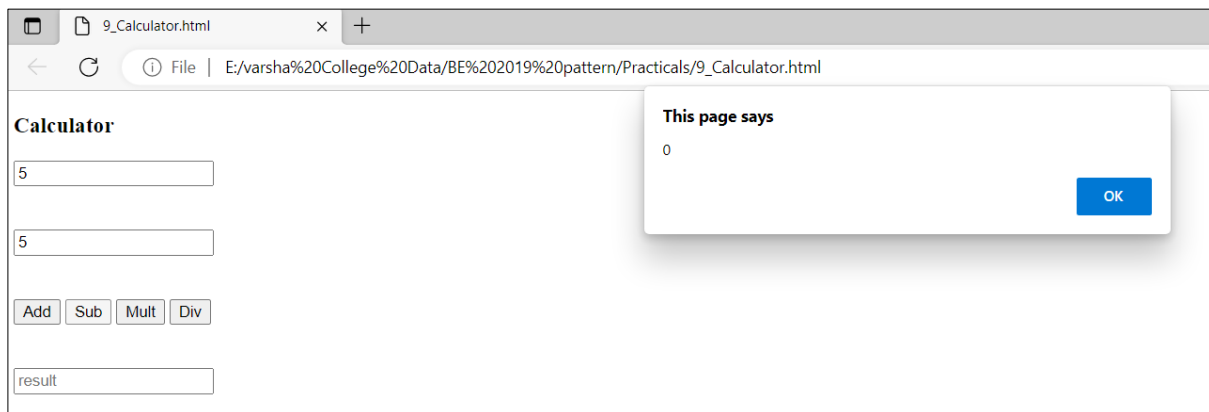 9_Calculator.html
File | E:/varsha%20College%20Data/BE%202019%20pattern/Practicals/9_Calculator.html
This page says
0
OK
Calculator
5
5
Add Sub Mult Div
result